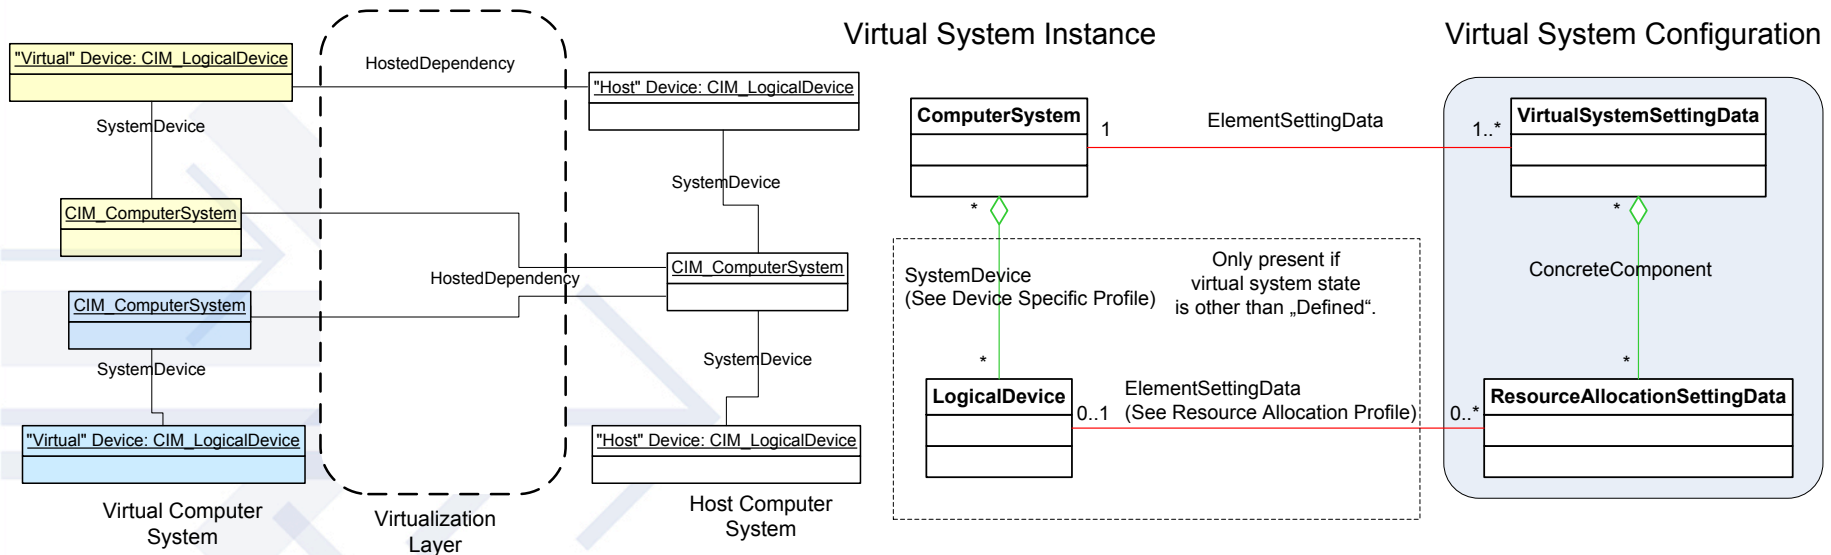 "Virtual" Device: CIM_LogicalDevice
SystemDevice
CIM_ComputerSystem
CIM_ComputerSystem
SystemDevice
"Virtual" Device: CIM_LogicalDevice
Virtual Computer
System
HostedDependency
HostedDependency
Virtualization
Layer
"Host" Device: CIM_LogicalDevice
SystemDevice
CIM_ComputerSystem
SystemDevice
"Host" Device: CIM_LogicalDevice
Host Computer
System
Virtual System Instance
Virtual System Configuration
ComputerSystem
1
ElementSettingData
1..*
VirtualSystemSettingData
*
*
SystemDevice
(See Device Specific Profile)
Only present if
virtual system state
is other than „Defined“.
ConcreteComponent
*
*
LogicalDevice
0..1
ElementSettingData
(See Resource Allocation Profile)
0..*
ResourceAllocationSettingData